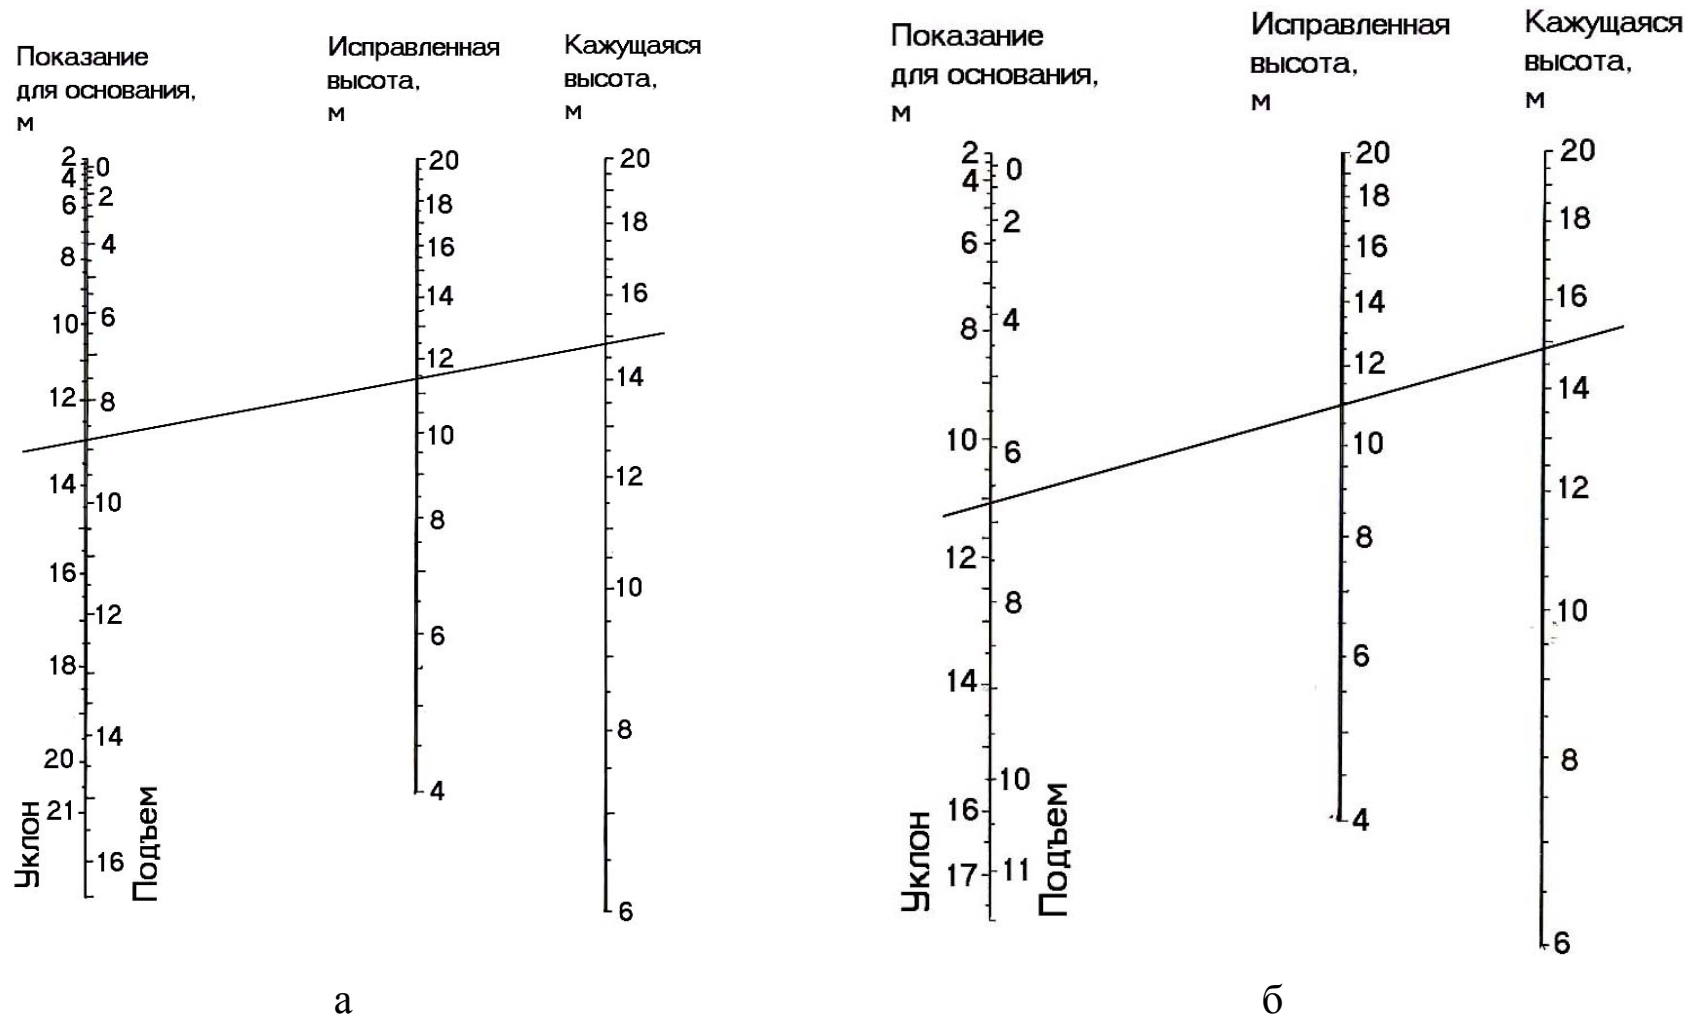 Показание
для основания,
м
Исправленная
высота,
м
Кажущаяся
высота,
м
2
4
6
8
10
12
14
16
18
20
21
0
2
4
6
8
10
12
14
16
Уклон
Подъем
20
18
16
14
12
10
8
6
4
20
18
16
14
12
10
8
6
а
Показание
для основания,
м
Исправленная
высота,
м
Кажущаяся
высота,
м
2
4
6
8
10
12
14
16
17
0
2
4
6
8
10
11
Уклон
Подъем
20
18
16
14
12
10
8
6
4
20
18
16
14
12
10
8
6
б